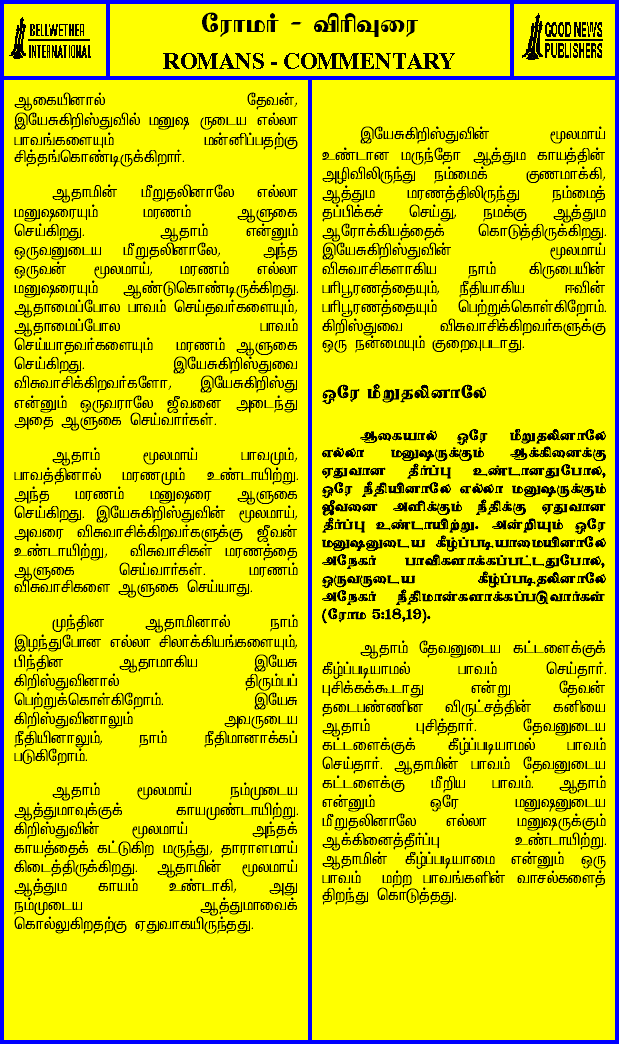 BELLWETHER
INTERNATIONAL
ரோமர் - விரிவுரை
ROMANS - COMMENTARY
GOOD NEWS
PUBLISHERS
ஆகையினால் தேவன்,
இயேசுகிறிஸ்துவில் மனுஷ ருடைய எல்லா
பாவங்களையும் மன்னிப்பதற்கு
சித்தங்கொண்டிருக்கிறார்.
ஆதாமின் மீறுதலினாலே எல்லா
மனுஷரையும் மரணம் ஆளுகை
செய்கிறது. ஆதாம் என்னும்
ஒருவனுடைய மீறுதலினாலே, அந்த
ஒருவன் மூலமாய், மரணம் எல்லா
மனுஷரையும் ஆண்டுகொண்டிருக்கிறது.
ஆதாமைப்போல பாவம் செய்தவர்களையும்,
ஆதாமைப்போல பாவம்
செய்யாதவர்களையும் மரணம் ஆளுகை
செய்கிறது. இயேசுகிறிஸ்துவை
விசுவாசிக்கிறவர்களோ, இயேசுகிறிஸ்து
என்னும் ஒருவராலே ஜீவனை அடைந்து
அதை ஆளுகை செய்வார்கள்.
ஆதாம் மூலமாய் பாவமும்,
பாவத்தினால் மரணமும் உண்டாயிற்று.
அந்த மரணம் மனுஷரை ஆளுகை
செய்கிறது. இயேசுகிறிஸ்துவின் மூலமாய்,
அவரை விசுவாசிக்கிறவர்களுக்கு ஜீவன்
உண்டாயிற்று, விசுவாசிகள் மரணத்தை
ஆளுகை செய்வார்கள். மரணம்
விசுவாசிகளை ஆளுகை செய்யாது.
முந்தின ஆதாமினால் நாம்
இழந்துபோன எல்லா சிலாக்கியங்களையும்,
பிந்தின ஆதாமாகிய இயேசு
கிறிஸ்துவினால் திரும்பப்
பெற்றுக்கொள்கிறோம். இயேசு
கிறிஸ்துவினாலும் அவருடைய
நீதியினாலும், நாம் நீதிமானாக்கப்
படுகிறோம்.
ஆதாம் மூலமாய் நம்முடைய
ஆத்துமாவுக்குக் காயமுண்டாயிற்று.
கிறிஸ்துவின் மூலமாய் அந்தக்
காயத்தைக் கட்டுகிற மருந்து, தாராளமாய்
கிடைத்திருக்கிறது. ஆதாமின் மூலமாய்
ஆத்தும காயம் உண்டாகி, அது
நம்முடைய ஆத்துமாவைக்
கொல்லுகிறதற்கு ஏதுவாகயிருந்தது.
இயேசுகிறிஸ்துவின் மூலமாய்
உண்டான மருந்தோ ஆத்தும காயத்தின்
அழிவிலிருந்து நம்மைக் குணமாக்கி,
ஆத்தும மரணத்திலிருந்து நம்மைத்
தப்பிக்கச் செய்து, நமக்கு ஆத்தும
ஆரோக்கியத்தைக் கொடுத்திருக்கிறது.
இயேசுகிறிஸ்துவின் மூலமாய்
விசுவாசிகளாகிய நாம் கிருபையின்
பரிபூரணத்தையும், நீதியாகிய ஈவின்
பரிபூரணத்தையும் பெற்றுக்கொள்கிறோம்.
கிறிஸ்துவை விசுவாசிக்கிறவர்களுக்கு
ஒரு நன்மையும் குறைவுபடாது.
ஒரே மீறுதலினாலே
ஆகையால் ஒரே மீறுதலினாலே
எல்லா மனுஷருக்கும் ஆக்கினைக்கு
ஏதுவான தீர்ப்பு உண்டானதுபோல,
ஒரே நீதியினாலே எல்லா மனுஷருக்கும்
ஜீவனை அளிக்கும் நீதிக்கு ஏதுவான
தீர்ப்பு உண்டாயிற்று. அன்றியும் ஒரே
மனுஷனுடைய கீழ்ப்படியாமையினாலே
அநேகர் பாவிகளாக்கப்பட்டதுபோல,
ஒருவருடைய கீழ்ப்படிதலினாலே
அநேகர் நீதிமான்களாக்கப்படுவார்கள்
(ரோம 5:18,19).
ஆதாம் தேவனுடைய கட்டளைக்குக்
கீழ்ப்படியாமல் பாவம் செய்தார்.
புசிக்கக்கூடாது என்று தேவன்
தடைபண்ணின விருட்சத்தின் கனியை
ஆதாம் புசித்தார். தேவனுடைய
கட்டளைக்குக் கீழ்ப்படியாமல் பாவம்
செய்தார். ஆதாமின் பாவம் தேவனுடைய
கட்டளைக்கு மீறிய பாவம். ஆதாம்
என்னும் ஒரே மனுஷனுடைய
மீறுதலினாலே எல்லா மனுஷருக்கும்
ஆக்கினைத்தீர்ப்பு உண்டாயிற்று.
ஆதாமின் கீழ்ப்படியாமை என்னும் ஒரு
பாவம் மற்ற பாவங்களின் வாசல்களைத்
திறந்து கொடுத்தது.